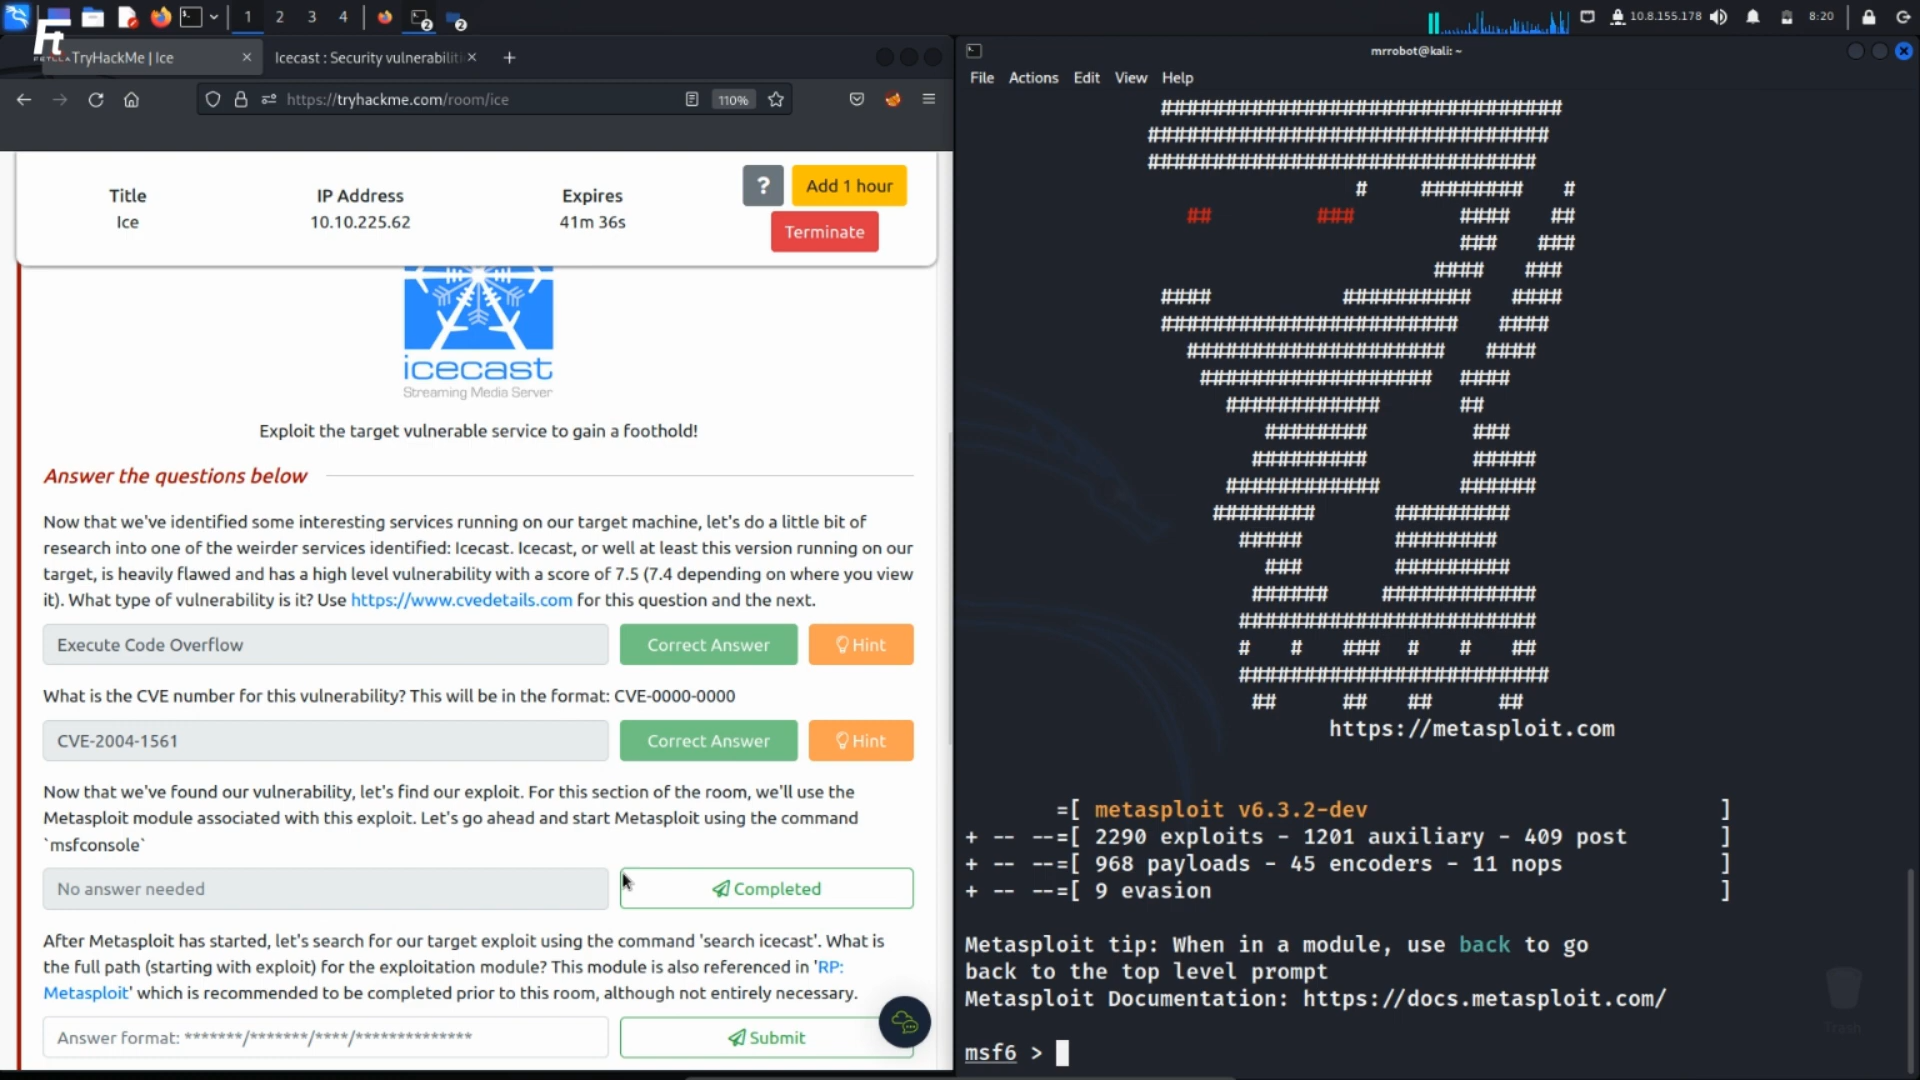 1 2 3 4
10.8.155.178
8:20
Ft
FETLLA
TryHackMe | Ice
Icecast : Security vulnerabiliti
https://tryhackme.com/room/ice
110%
Title
Ice
IP Address
10.10.225.62
Expires
41m 36s
?
Add 1 hour
Terminate
icecast
Streaming Media Server
Exploit the target vulnerable service to gain a foothold!
Answer the questions below
Now that we've identified some interesting services running on our target machine, let's do a little bit of
research into one of the weirder services identified: Icecast. Icecast, or well at least this version running on our
target, is heavily flawed and has a high level vulnerability with a score of 7.5 (7.4 depending on where you view
it). What type of vulnerability is it? Use https://www.cvedetails.com for this question and the next.
Execute Code Overflow
Correct Answer
Hint
What is the CVE number for this vulnerability? This will be in the format: CVE-0000-0000
CVE-2004-1561
Correct Answer
Hint
Now that we've found our vulnerability, let's find our exploit. For this section of the room, we'll use the
Metasploit module associated with this exploit. Let's go ahead and start Metasploit using the command
`msfconsole`
No answer needed
Completed
After Metasploit has started, let's search for our target exploit using the command 'search icecast'. What is
the full path (starting with exploit) for the exploitation module? This module is also referenced in 'RP:
Metasploit' which is recommended to be completed prior to this room, although not entirely necessary.
Answer format: *******/*******/****/**************
Submit
mrrobot@kali: ~
File Actions Edit View Help
https://metasploit.com
=[ metasploit v6.3.2-dev ]
+ -- --=[ 2290 exploits - 1201 auxiliary - 409 post ]
+ -- --=[ 968 payloads - 45 encoders - 11 nops ]
+ -- --=[ 9 evasion ]
Metasploit tip: When in a module, use back to go
back to the top level prompt
Metasploit Documentation: https://docs.metasploit.com/
msf6 >
Trash